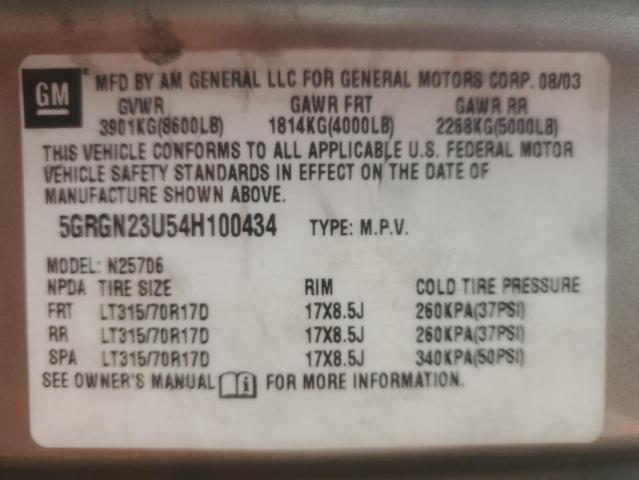 GM ® MFD BY AM GENERAL LLC FOR GENERAL MOTORS CORP. 08/03
GVWR GAWR FRT GAWR RR
3901KG(8600LB) 1814KG(4000LB) 2268KG(5000LB)
THIS VEHICLE CONFORMS TO ALL APPLICABLE U.S. FEDERAL MOTOR
VEHICLE SAFETY STANDARDS IN EFFECT ON THE DATE OF
MANUFACTURE SHOWN ABOVE.
5GRGN23U54H100434 TYPE: M.P.V.
MODEL: N25706
NPDA TIRE SIZE RIM COLD TIRE PRESSURE
FRT LT315/70R17D 17X8.5J 260KPA(37PSI)
RR LT315/70R17D 17X8.5J 260KPA(37PSI)
SPA LT315/70R17D 17X8.5J 340KPA(50PSI)
SEE OWNER'S MANUAL i FOR MORE INFORMATION.